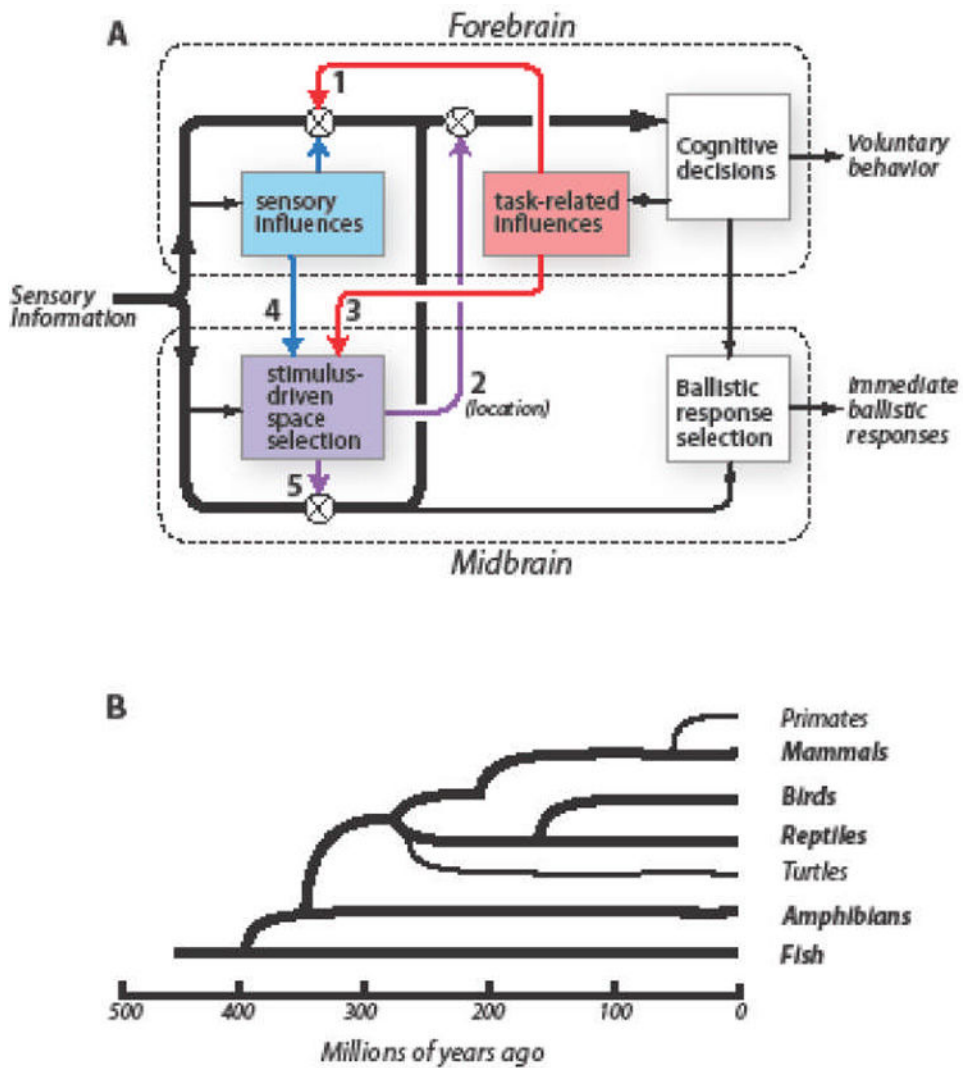 A
Forebrain
1
Cognitive
decisions
Voluntary
behavior
sensory
influences
task-related
influences
Sensory
Information
4
3
stimulus-
driven
space
selection
2
(location)
Ballistic
response
selection
Immediate
ballistic
responses
5
Midbrain
B
Primates
Mammals
Birds
Reptiles
Turtles
Amphibians
Fish
500 400 300 200 100 0
Millions of years ago